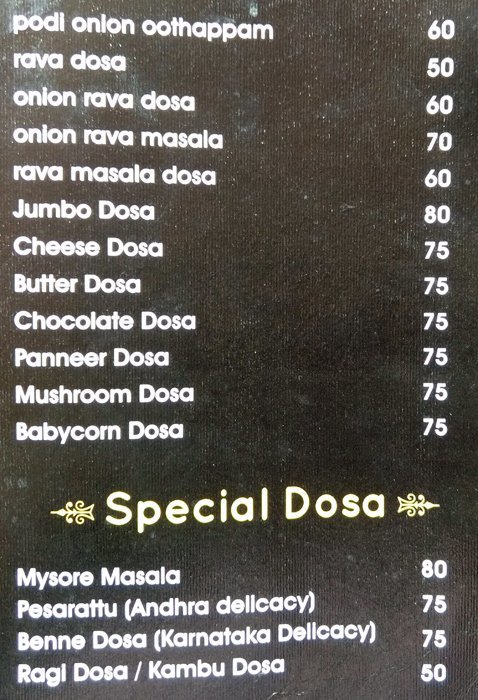 podi onion oothappam 60
rava dosa 50
onion rava dosa 60
onion rava masala 70
rava masala dosa 60
Jumbo Dosa 80
Cheese Dosa 75
Butter Dosa 75
Chocolate Dosa 75
Panneer Dosa 75
Mushroom Dosa 75
Babycorn Dosa 75
Special Dosa
Mysore Masala 80
Pesarattu (Andhra delicacy) 75
Benne Dosa (Karnataka Delicacy) 75
Ragi Dosa / Kambu Dosa 50